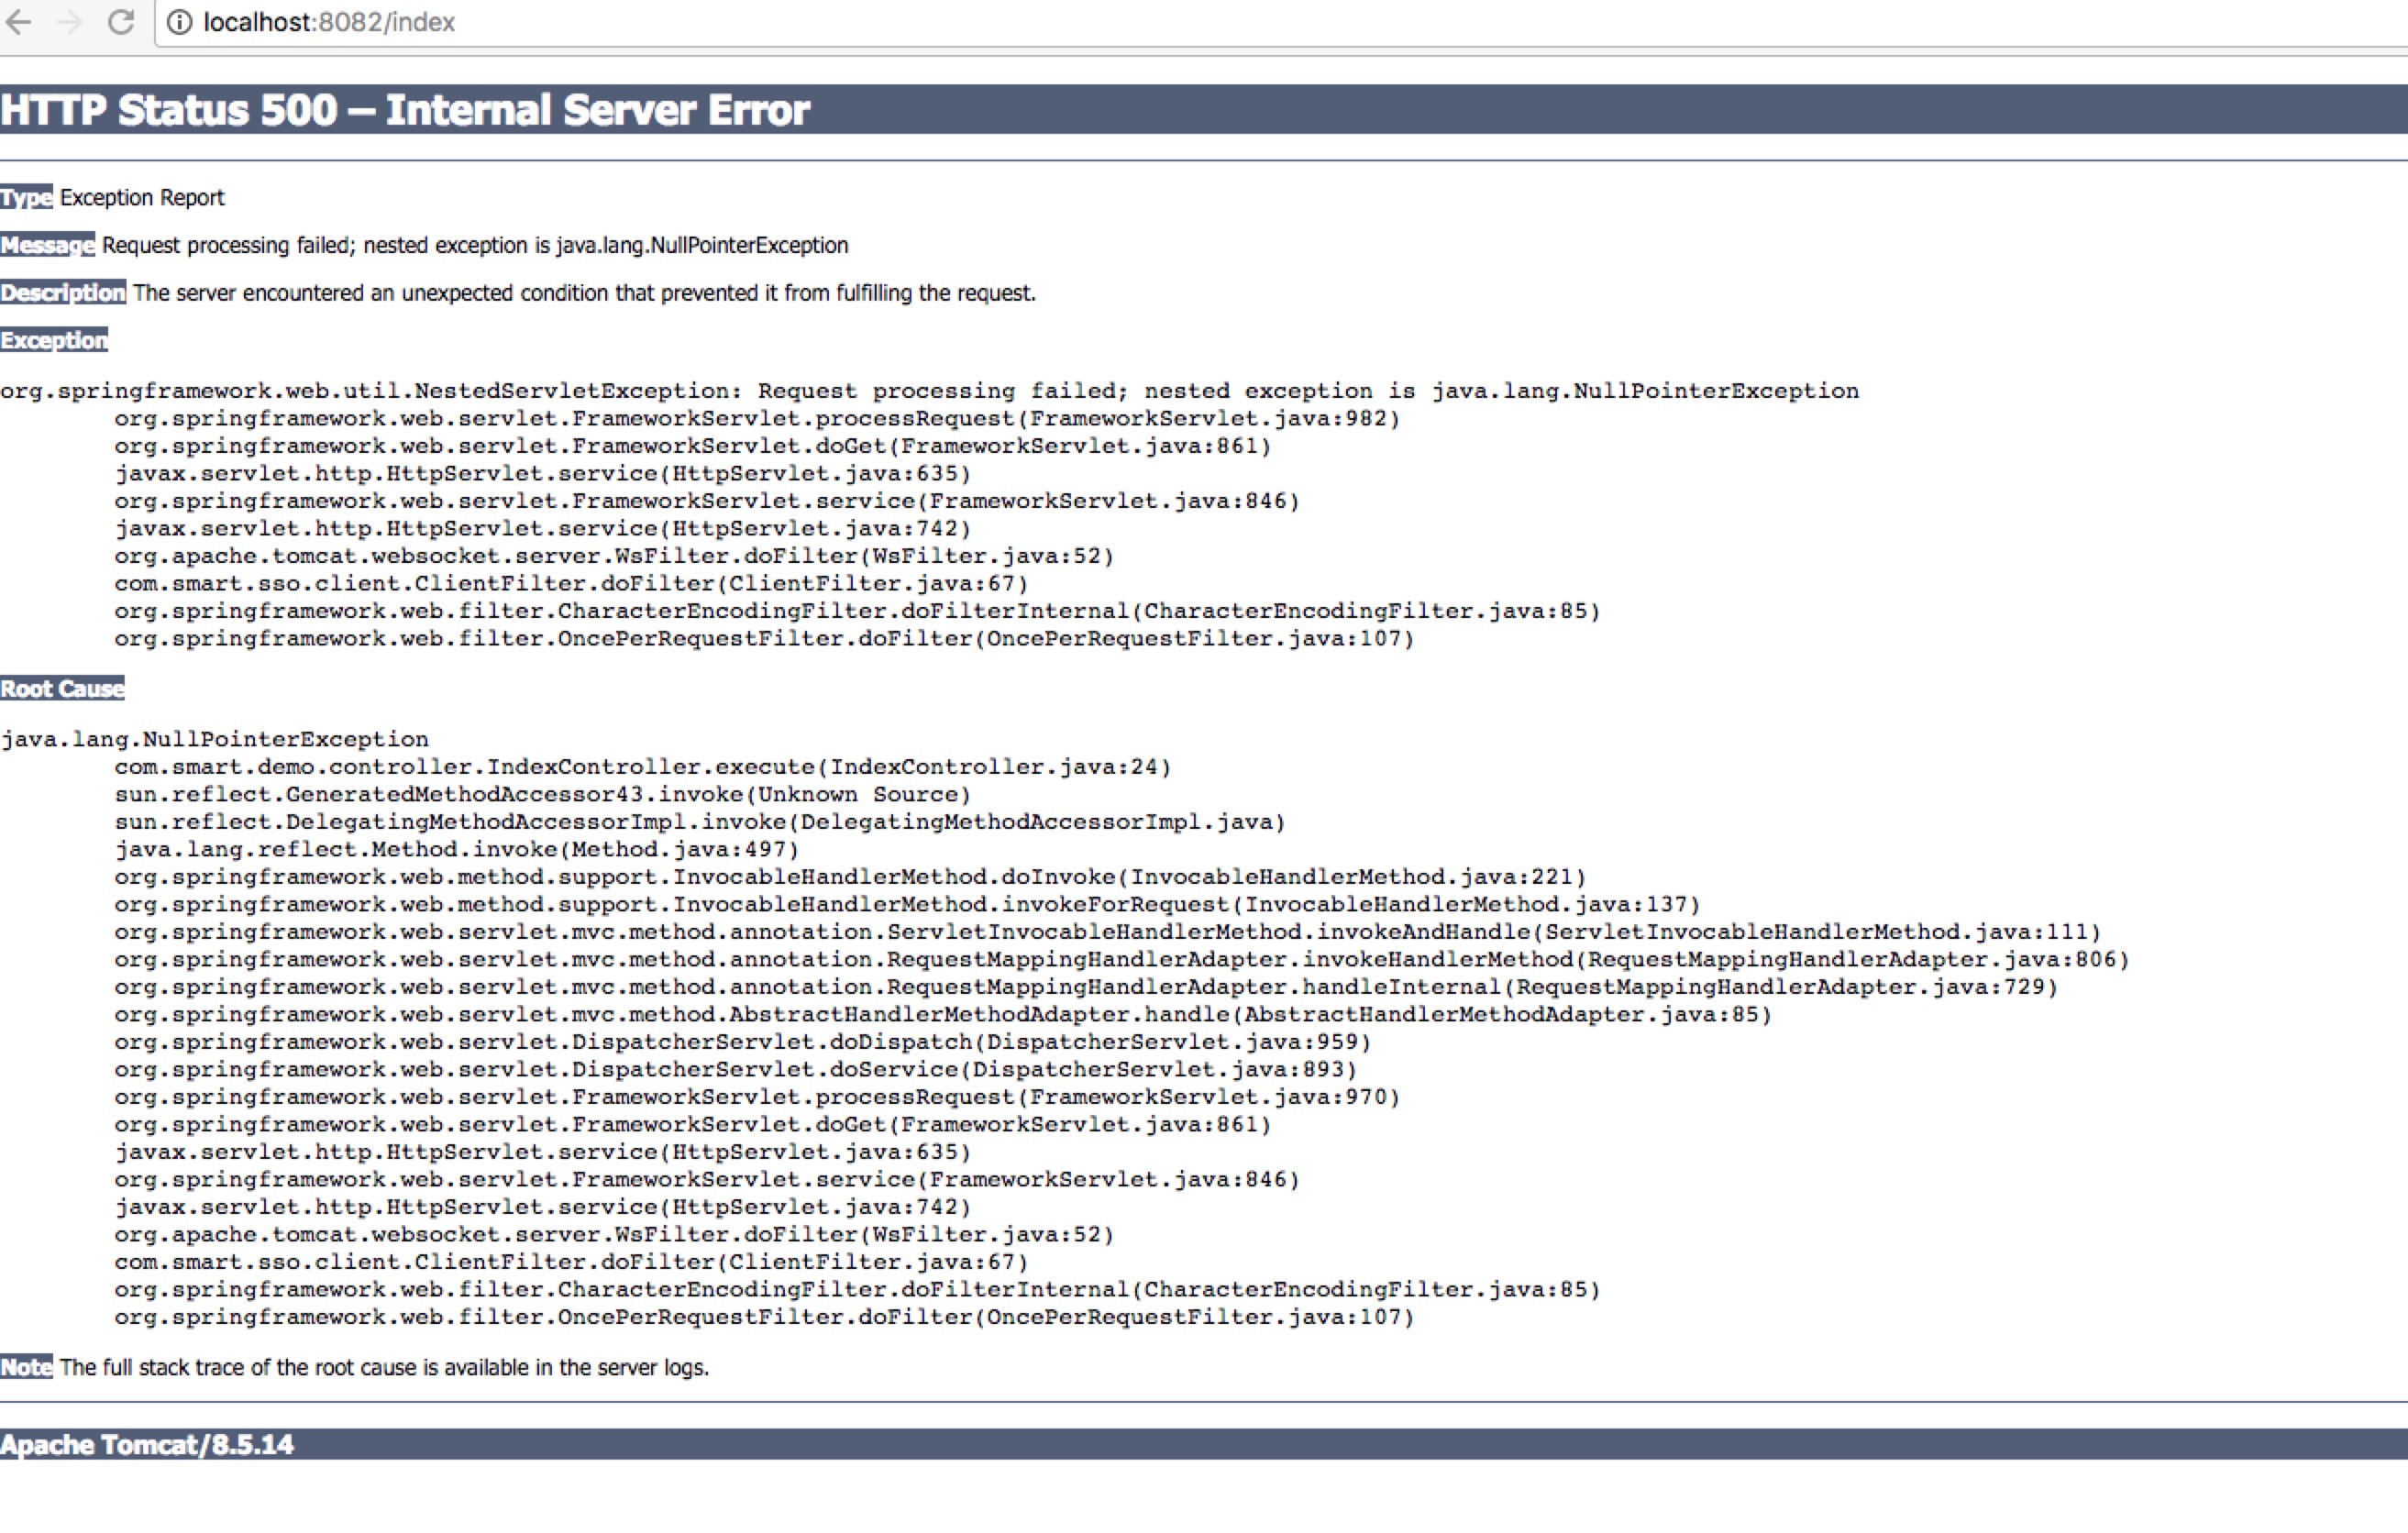 localhost:8082/index
HTTP Status 500 – Internal Server Error
Type Exception Report
Message Request processing failed; nested exception is java.lang.NullPointerException
Description The server encountered an unexpected condition that prevented it from fulfilling the request.
Exception
org.springframework.web.util.NestedServletException: Request processing failed; nested exception is java.lang.NullPointerException
org.springframework.web.servlet.FrameworkServlet.processRequest(FrameworkServlet.java:982)
org.springframework.web.servlet.FrameworkServlet.doGet(FrameworkServlet.java:861)
javax.servlet.http.HttpServlet.service(HttpServlet.java:635)
org.springframework.web.servlet.FrameworkServlet.service(FrameworkServlet.java:846)
javax.servlet.http.HttpServlet.service(HttpServlet.java:742)
org.apache.tomcat.websocket.server.WsFilter.doFilter(WsFilter.java:52)
com.smart.sso.client.ClientFilter.doFilter(ClientFilter.java:67)
org.springframework.web.filter.CharacterEncodingFilter.doFilterInternal(CharacterEncodingFilter.java:85)
org.springframework.web.filter.OncePerRequestFilter.doFilter(OncePerRequestFilter.java:107)
Root Cause
java.lang.NullPointerException
com.smart.demo.controller.IndexController.execute(IndexController.java:24)
sun.reflect.GeneratedMethodAccessor43.invoke(Unknown Source)
sun.reflect.DelegatingMethodAccessorImpl.invoke(DelegatingMethodAccessorImpl.java)
java.lang.reflect.Method.invoke(Method.java:497)
org.springframework.web.method.support.InvocableHandlerMethod.doInvoke(InvocableHandlerMethod.java:221)
org.springframework.web.method.support.InvocableHandlerMethod.invokeForRequest(InvocableHandlerMethod.java:137)
org.springframework.web.servlet.mvc.method.annotation.ServletInvocableHandlerMethod.invokeAndHandle(ServletInvocableHandlerMethod.java:111)
org.springframework.web.servlet.mvc.method.annotation.RequestMappingHandlerAdapter.invokeHandlerMethod(RequestMappingHandlerAdapter.java:806)
org.springframework.web.servlet.mvc.method.annotation.RequestMappingHandlerAdapter.handleInternal(RequestMappingHandlerAdapter.java:729)
org.springframework.web.servlet.mvc.method.AbstractHandlerMethodAdapter.handle(AbstractHandlerMethodAdapter.java:85)
org.springframework.web.servlet.DispatcherServlet.doDispatch(DispatcherServlet.java:959)
org.springframework.web.servlet.DispatcherServlet.doService(DispatcherServlet.java:893)
org.springframework.web.servlet.FrameworkServlet.processRequest(FrameworkServlet.java:970)
org.springframework.web.servlet.FrameworkServlet.doGet(FrameworkServlet.java:861)
javax.servlet.http.HttpServlet.service(HttpServlet.java:635)
org.springframework.web.servlet.FrameworkServlet.service(FrameworkServlet.java:846)
javax.servlet.http.HttpServlet.service(HttpServlet.java:742)
org.apache.tomcat.websocket.server.WsFilter.doFilter(WsFilter.java:52)
com.smart.sso.client.ClientFilter.doFilter(ClientFilter.java:67)
org.springframework.web.filter.CharacterEncodingFilter.doFilterInternal(CharacterEncodingFilter.java:85)
org.springframework.web.filter.OncePerRequestFilter.doFilter(OncePerRequestFilter.java:107)
Note The full stack trace of the root cause is available in the server logs.
Apache Tomcat/8.5.14